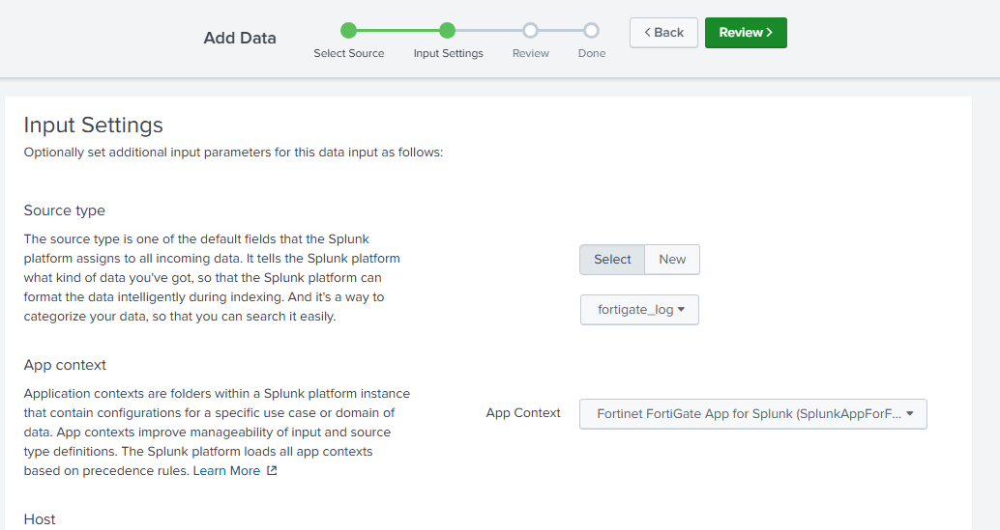 Add Data
Select Source
Input Settings
Review
Done
< Back
Review >
Input Settings
Optionally set additional input parameters for this data input as follows:
Source type
The source type is one of the default fields that the Splunk
platform assigns to all incoming data. It tells the Splunk platform
what kind of data you've got, so that the Splunk platform can
format the data intelligently during indexing. And it's a way to
categorize your data, so that you can search it easily.
Select
New
fortigate_log
App context
Application contexts are folders within a Splunk platform instance
that contain configurations for a specific use case or domain of
data. App contexts improve manageability of input and source
type definitions. The Splunk platform loads all app contexts
based on precedence rules. Learn More
App Context
Fortinet FortiGate App for Splunk (SplunkAppForF...
Host